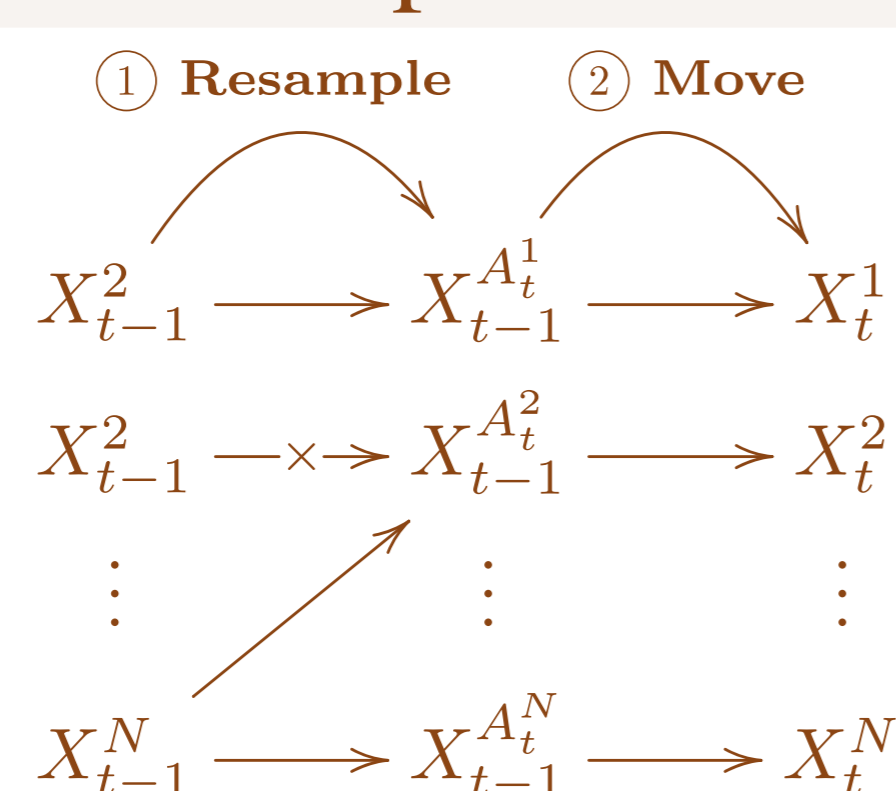 ① Resample ② Move
X_{t-1}^{2} X_{t-1}^{A_t^1} X_t^1
X_{t-1}^{2} × X_{t-1}^{A_t^2} X_t^2
⋮ ⋮ ⋮
X_{t-1}^{N} X_{t-1}^{A_t^N} X_t^N